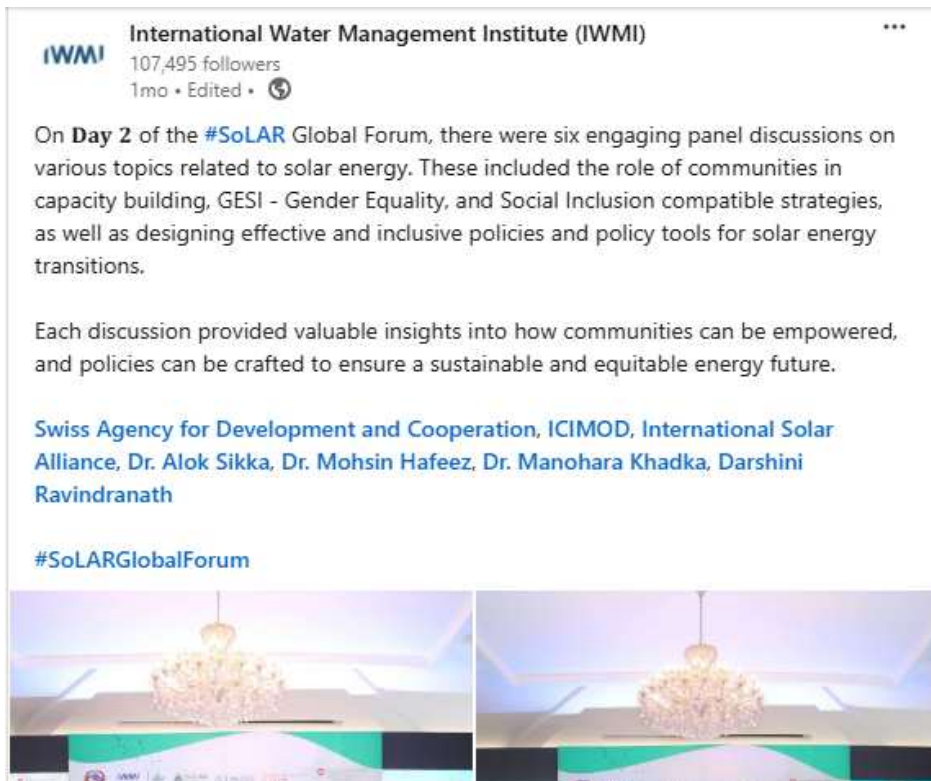 IWMI
International Water Management Institute (IWMI)
107,495 followers
1mo • Edited •
On Day 2 of the #SoLAR Global Forum, there were six engaging panel discussions on
various topics related to solar energy. These included the role of communities in
capacity building, GESI - Gender Equality, and Social Inclusion compatible strategies,
as well as designing effective and inclusive policies and policy tools for solar energy
transitions.
Each discussion provided valuable insights into how communities can be empowered,
and policies can be crafted to ensure a sustainable and equitable energy future.
Swiss Agency for Development and Cooperation, ICIMOD, International Solar
Alliance, Dr. Alok Sikka, Dr. Mohsin Hafeez, Dr. Manohara Khadka, Darshini
Ravindranath
#SoLARGlobalForum
IWMI